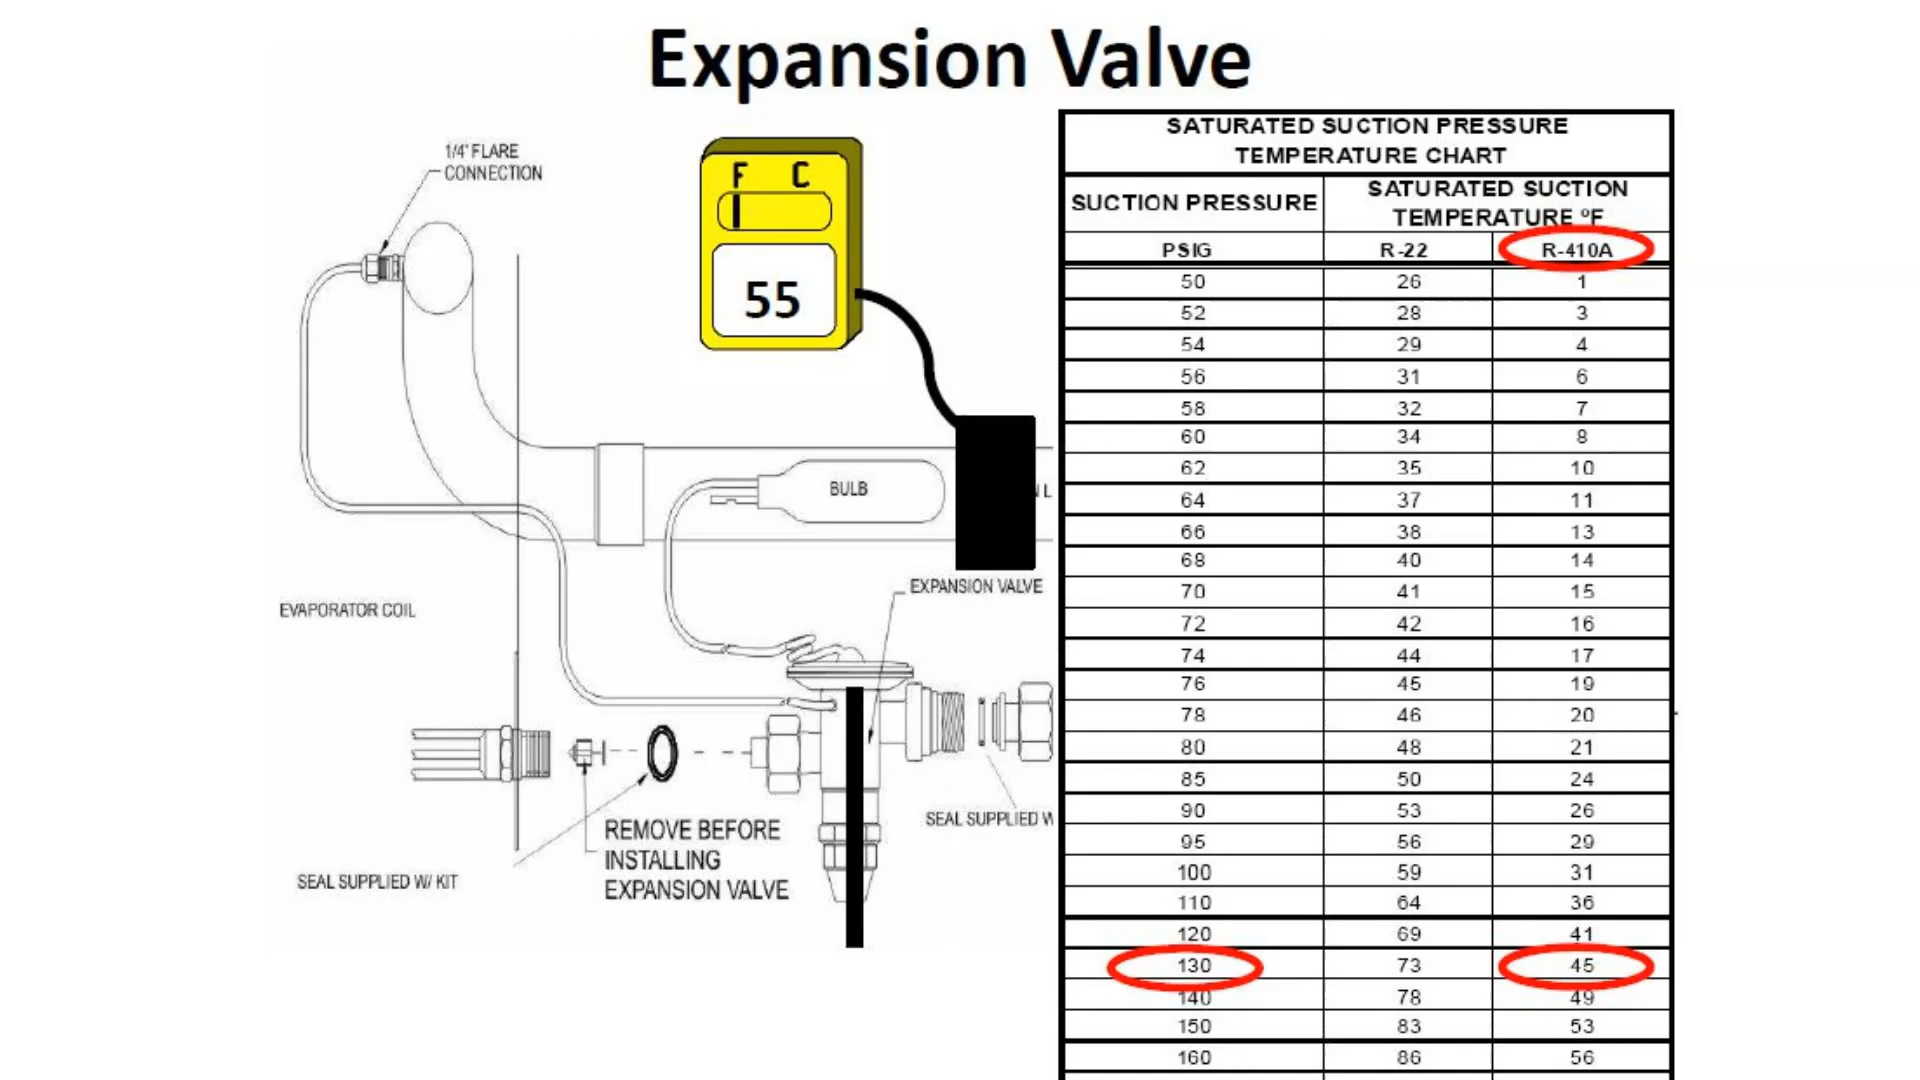 Expansion Valve
1/4" FLARE
CONNECTION
F C
55
BULB
EXPANSION VALVE
EVAPORATOR COIL
REMOVE BEFORE
INSTALLING
EXPANSION VALVE
SEAL SUPPLIED W/ KIT
SEAL SUPPLIED W
SATURATED SUCTION PRESSURE
TEMPERATURE CHART
SUCTION PRESSURE
SATURATED SUCTION
TEMPERATURE ºF
PSIG R-22 R-410A
50 26 1
52 28 3
54 29 4
56 31 6
58 32 7
60 34 8
62 35 10
64 37 11
66 38 13
68 40 14
70 41 15
72 42 16
74 44 17
76 45 19
78 46 20
80 48 21
85 50 24
90 53 26
95 56 29
100 59 31
110 64 36
120 69 41
130 73 45
140 78 49
150 83 53
160 86 56